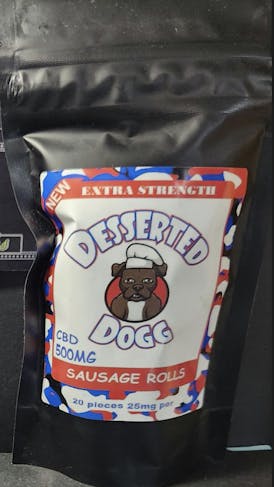 NEW
EXTRA STRENGTH
DESSERTED
DOGG
CBD
500MG
SAUSAGE ROLLS
20 pieces 25mg per